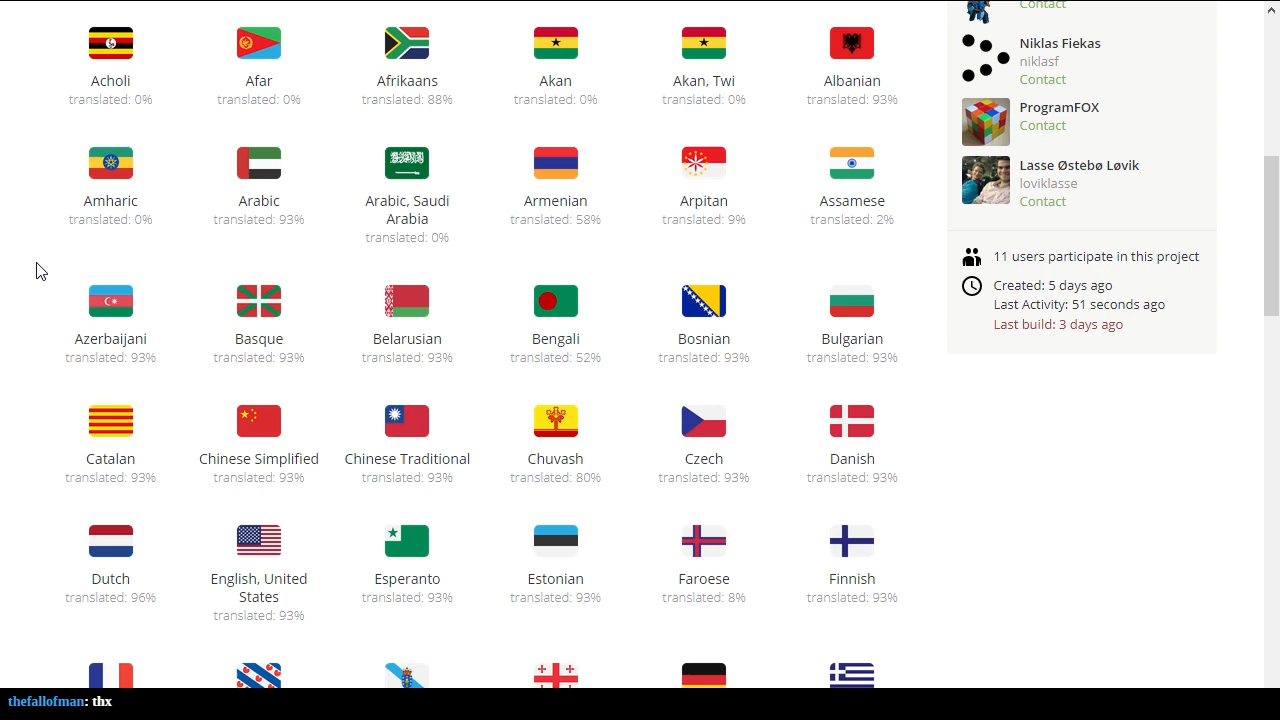 Acholi
translated: 0%
Afar
translated: 0%
Afrikaans
translated: 88%
Akan
translated: 0%
Akan, Twi
translated: 0%
Albanian
translated: 93%
Amharic
translated: 0%
Arabic
translated: 93%
Arabic, Saudi
Arabia
translated: 0%
Armenian
translated: 58%
Arpitan
translated: 9%
Assamese
translated: 2%
Azerbaijani
translated: 93%
Basque
translated: 93%
Belarusian
translated: 93%
Bengali
translated: 52%
Bosnian
translated: 93%
Bulgarian
translated: 93%
Catalan
translated: 93%
Chinese Simplified
translated: 93%
Chinese Traditional
translated: 93%
Chuvash
translated: 80%
Czech
translated: 93%
Danish
translated: 93%
Dutch
translated: 96%
English, United
States
translated: 93%
Esperanto
translated: 93%
Estonian
translated: 93%
Faroese
translated: 8%
Finnish
translated: 93%
Contact
Niklas Fiekas
niklasf
Contact
ProgramFOX
Contact
Lasse Østebø Løvik
loviklasse
Contact
11 users participate in this project
Created: 5 days ago
Last Activity: 51 seconds ago
Last build: 3 days ago
thefallofman: thx